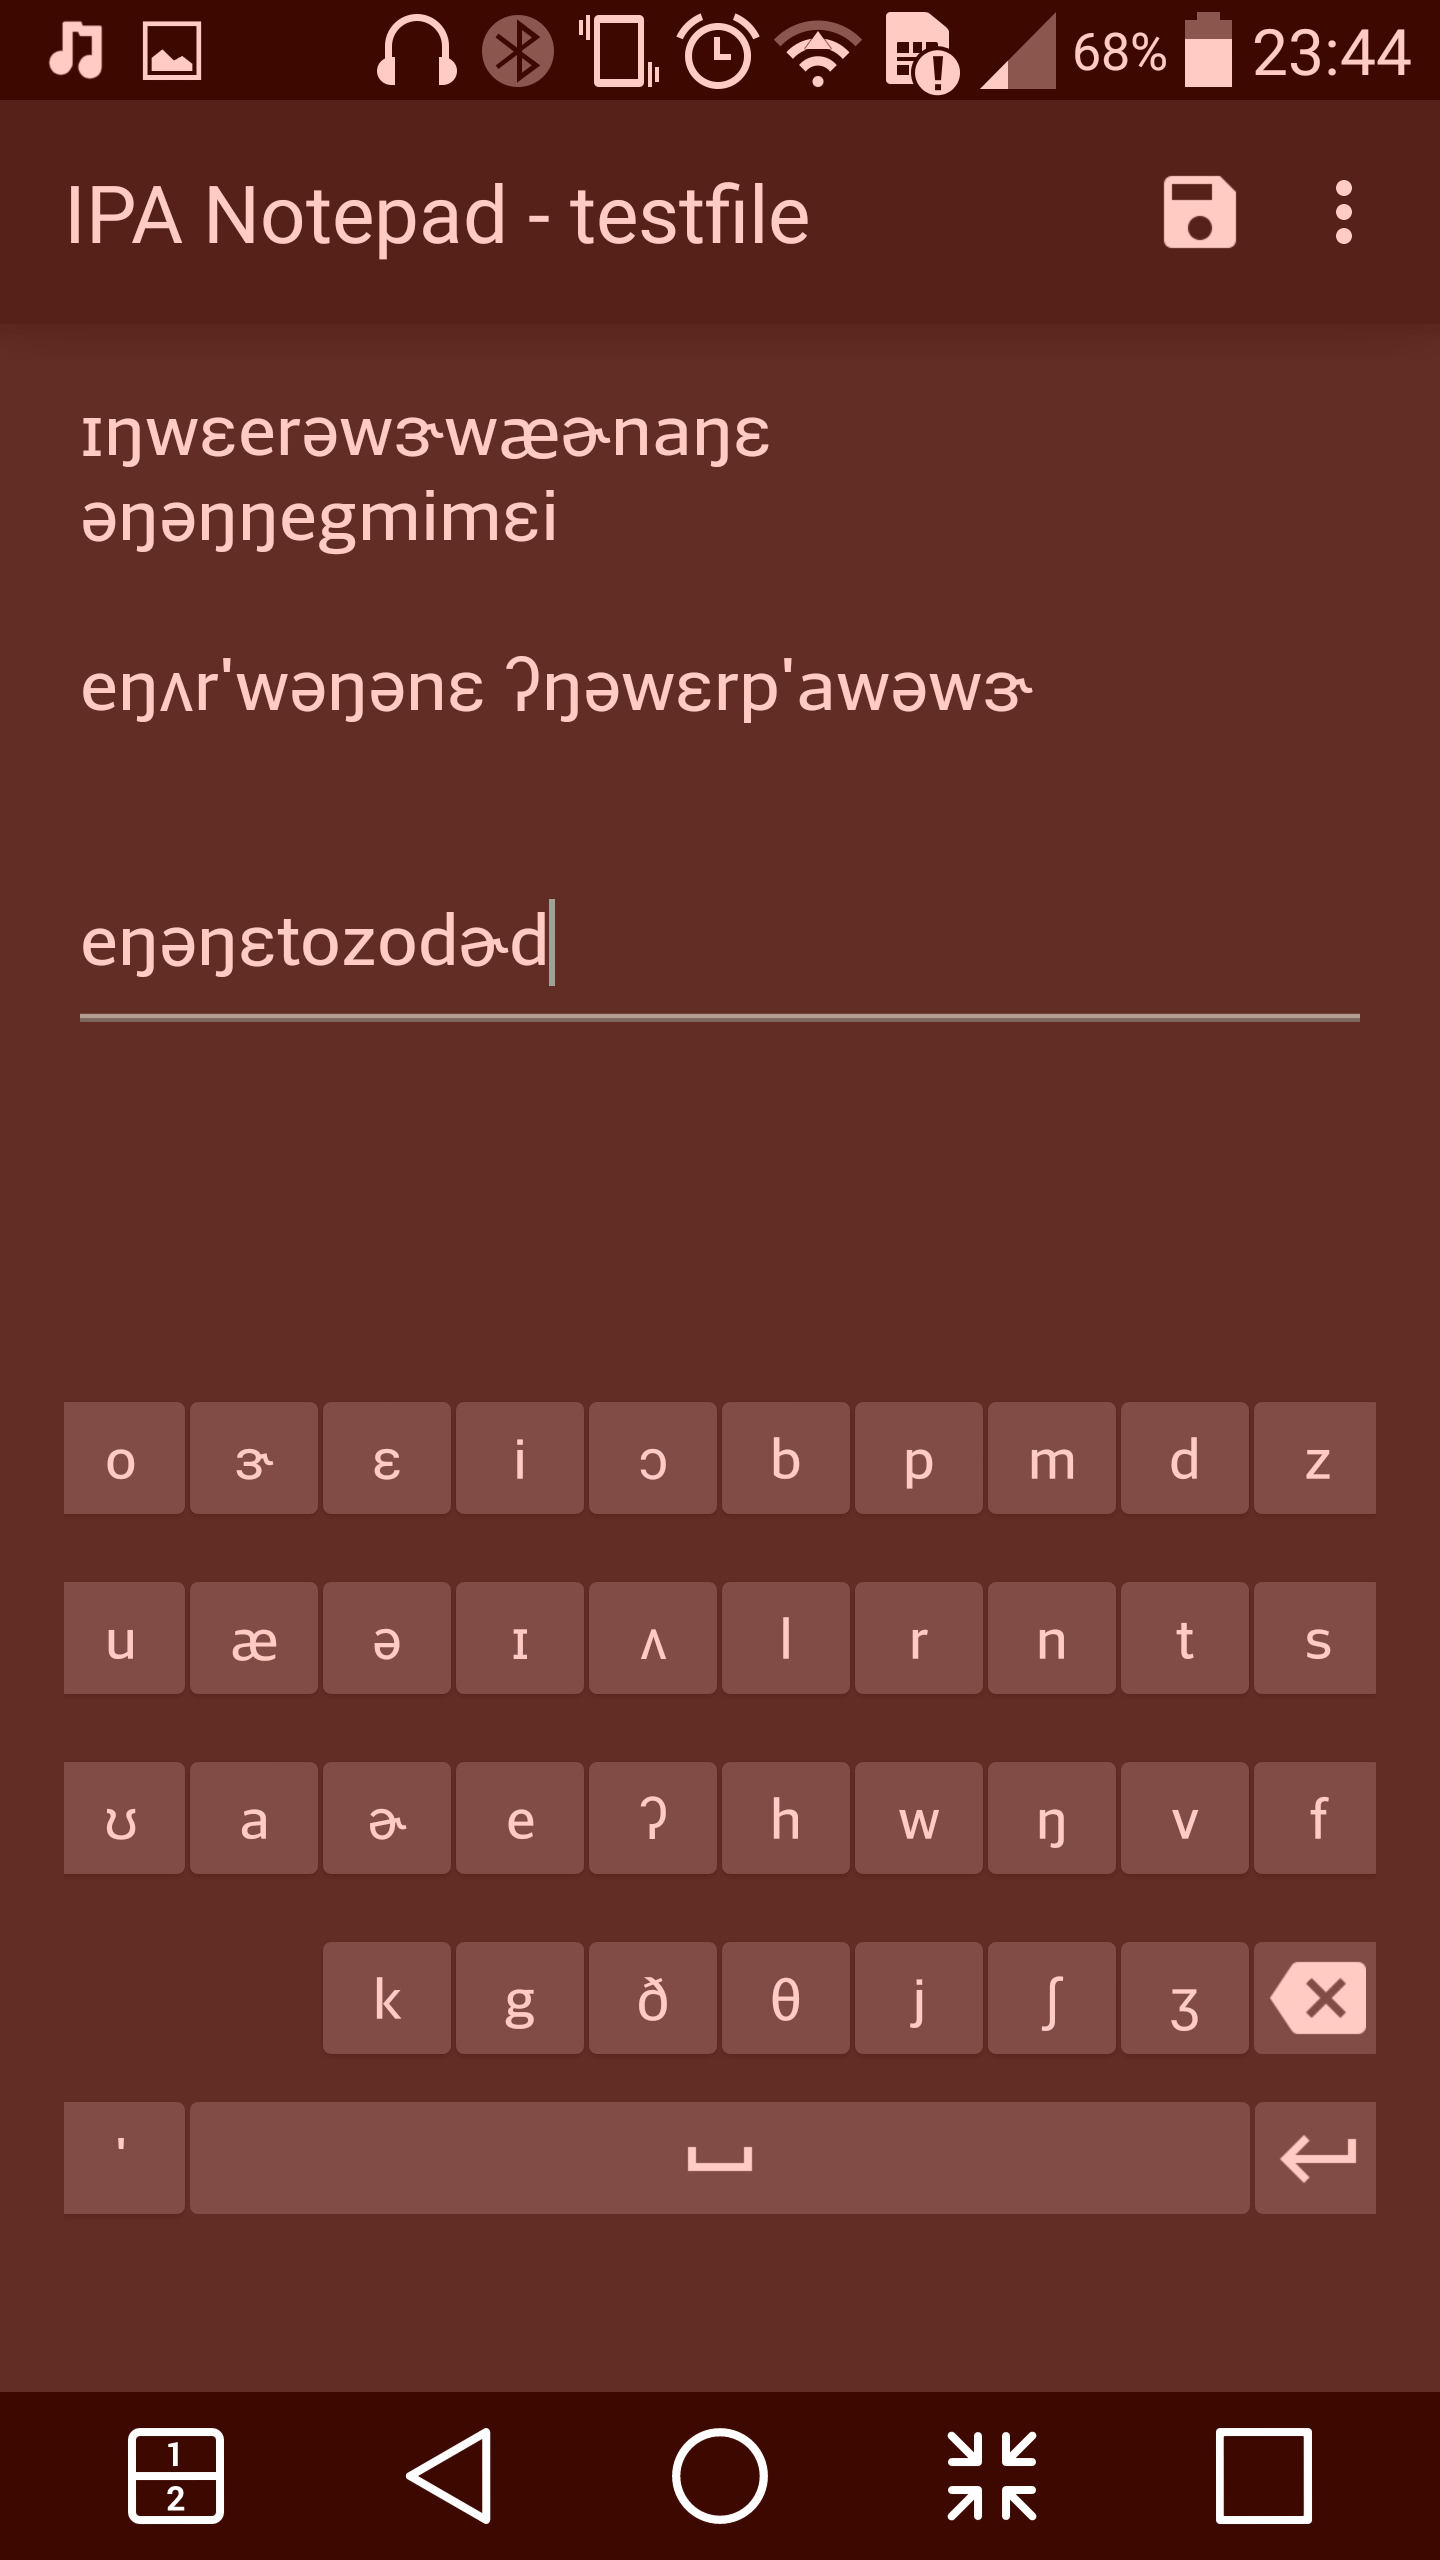 68% 23:44
IPA Notepad - testfile
ɪŋwɛerəwɝwæɚnaŋɛ
əŋəŋŋegmimɛi
eŋʌr'wəŋənɛ ʔŋəwɛrp'awəwɝ
eŋəŋɛtozodɚd
o ɝ ɛ i ɔ b p m d z
u æ ə ɪ ʌ l r n t s
ʊ a ɚ e ʔ h w ŋ v f
k g ð θ j ʃ ʒ
'
1
2